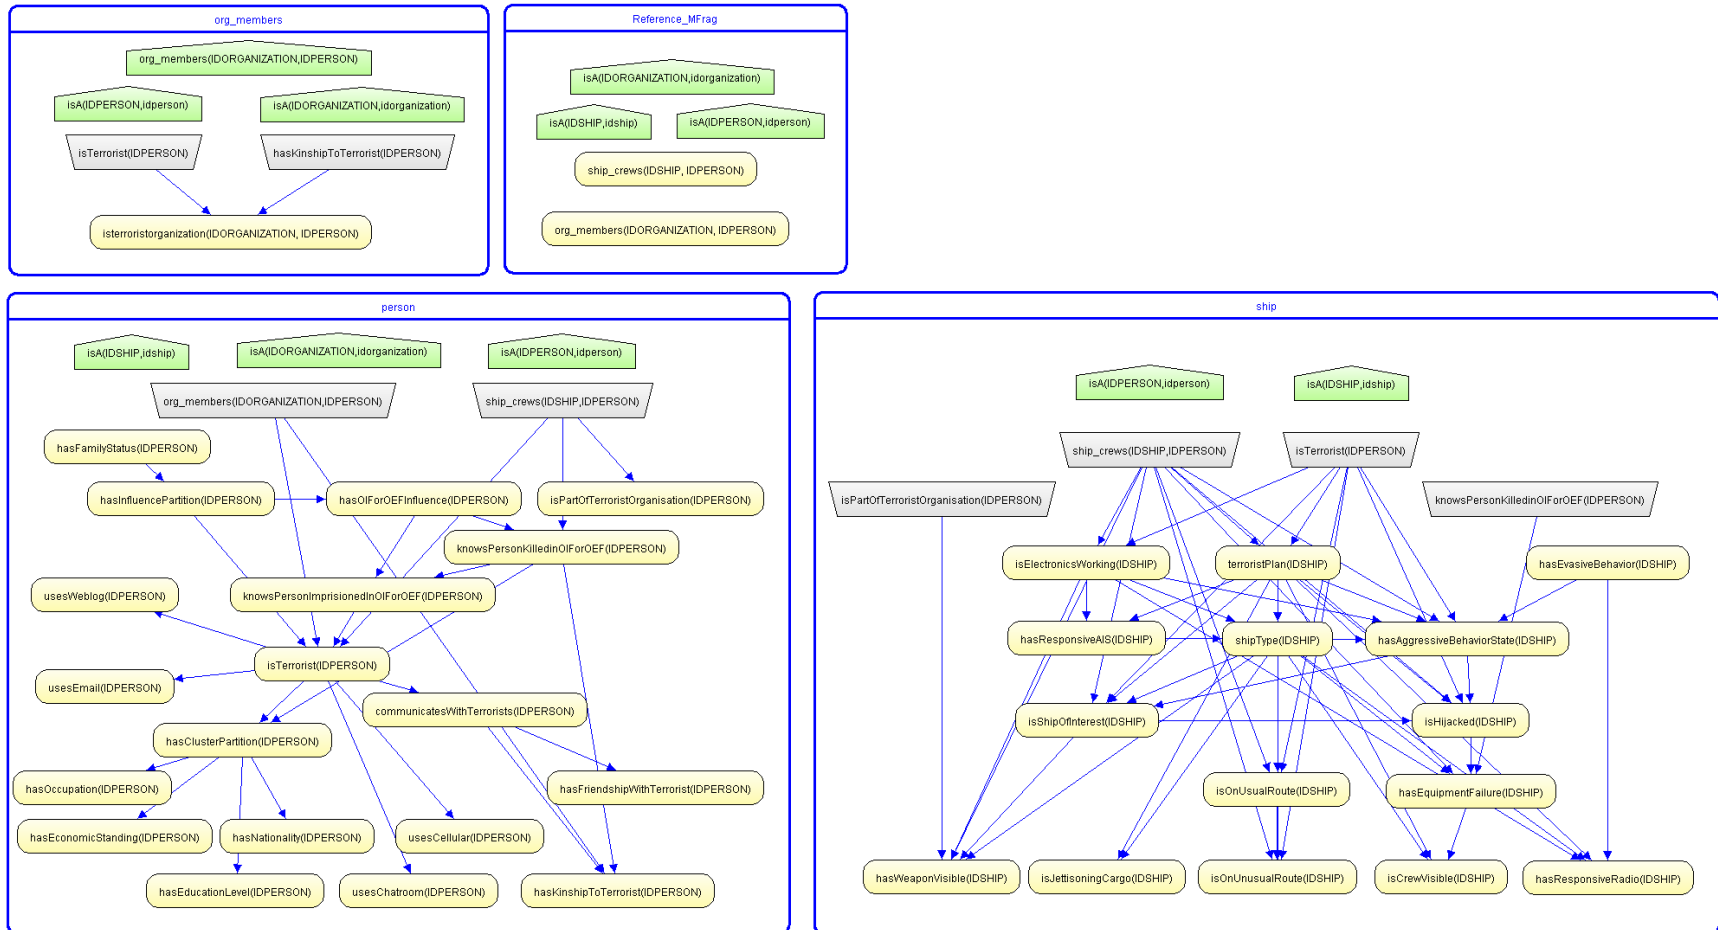 org_members
org_members(IDORGANIZATION,IDPERSON)
isA(IDPERSON,idperson)
isA(IDORGANIZATION,idorganization)
isTerrorist(IDPERSON)
hasKinshipToTerrorist(IDPERSON)
isterroristorganization(IDORGANIZATION, IDPERSON)
Reference_MFrag
isA(IDORGANIZATION,idorganization)
isA(IDSHIP,idship)
isA(IDPERSON,idperson)
ship_crews(IDSHIP, IDPERSON)
org_members(IDORGANIZATION, IDPERSON)
person
isA(IDSHIP,idship)
isA(IDORGANIZATION,idorganization)
isA(IDPERSON,idperson)
org_members(IDORGANIZATION,IDPERSON)
ship_crews(IDSHIP,IDPERSON)
hasFamilyStatus(IDPERSON)
hasInfluencePartition(IDPERSON)
hasOIForOEFInfluence(IDPERSON)
isPartOfTerroristOrganisation(IDPERSON)
knowsPersonKilledinOIForOEF(IDPERSON)
usesWeblog(IDPERSON)
knowsPersonImprisionedInOIForOEF(IDPERSON)
isTerrorist(IDPERSON)
usesEmail(IDPERSON)
communicatesWithTerrorists(IDPERSON)
hasClusterPartition(IDPERSON)
hasOccupation(IDPERSON)
hasFriendshipWithTerrorist(IDPERSON)
hasEconomicStanding(IDPERSON)
hasNationality(IDPERSON)
usesCellular(IDPERSON)
hasEducationLevel(IDPERSON)
usesChatroom(IDPERSON)
hasKinshipToTerrorist(IDPERSON)
ship
isA(IDPERSON,idperson)
isA(IDSHIP,idship)
ship_crews(IDSHIP,IDPERSON)
isTerrorist(IDPERSON)
isPartOfTerroristOrganisation(IDPERSON)
knowsPersonKilledinOIForOEF(IDPERSON)
isElectronicsWorking(IDSHIP)
terroristPlan(IDSHIP)
hasEvasiveBehavior(IDSHIP)
hasResponsiveAIS(IDSHIP)
shipType(IDSHIP)
hasAggressiveBehaviorState(IDSHIP)
isShipOfInterest(IDSHIP)
isHijacked(IDSHIP)
isOnUsualRoute(IDSHIP)
hasEquipmentFailure(IDSHIP)
hasWeaponVisible(IDSHIP)
isJettisoningCargo(IDSHIP)
isOnUnusualRoute(IDSHIP)
isCrewVisible(IDSHIP)
hasResponsiveRadio(IDSHIP)